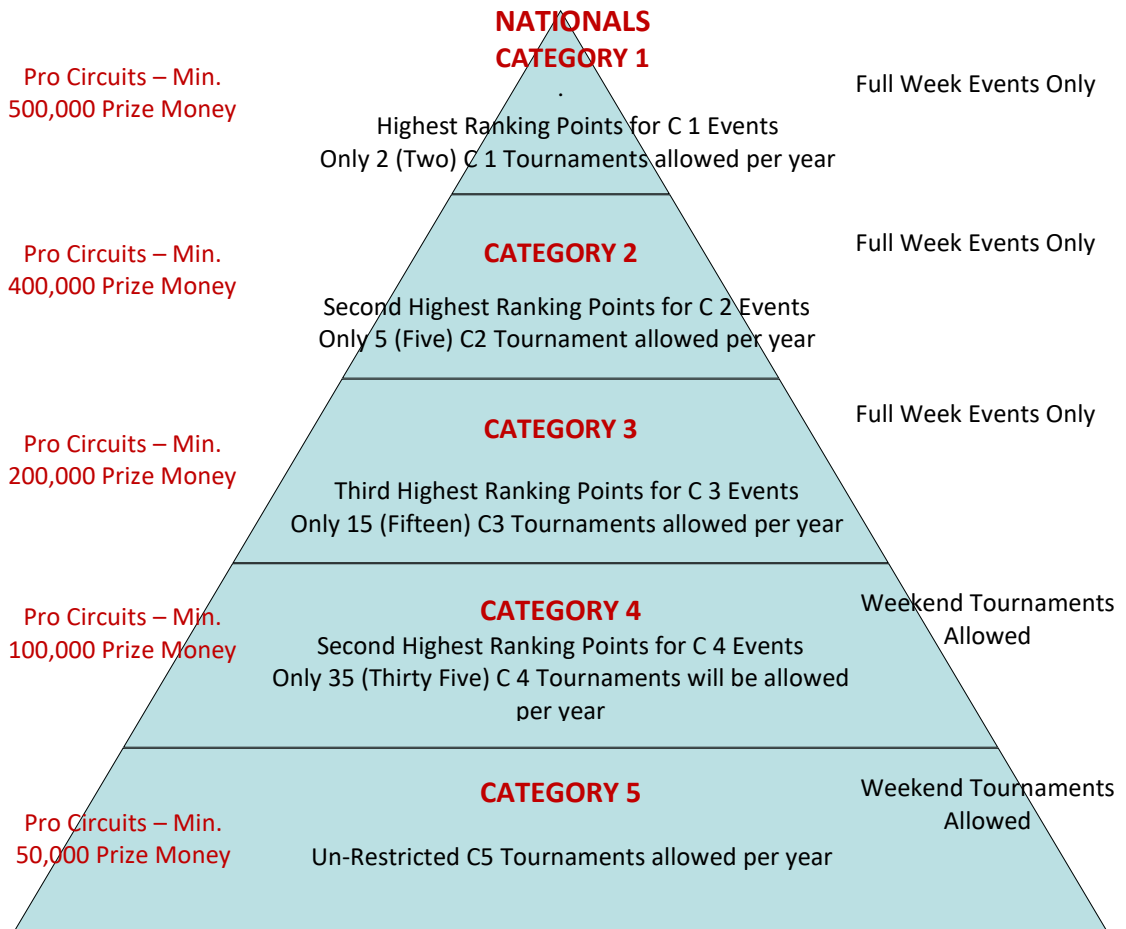 NATIONALS
CATEGORY 1
.
Pro Circuits – Min.
500,000 Prize Money
Full Week Events Only
Highest Ranking Points for C 1 Events
Only 2 (Two) C 1 Tournaments allowed per year
Pro Circuits – Min.
400,000 Prize Money
CATEGORY 2
Full Week Events Only
Second Highest Ranking Points for C 2 Events
Only 5 (Five) C2 Tournament allowed per year
Pro Circuits – Min.
200,000 Prize Money
CATEGORY 3
Full Week Events Only
Third Highest Ranking Points for C 3 Events
Only 15 (Fifteen) C3 Tournaments allowed per year
Pro Circuits – Min.
100,000 Prize Money
CATEGORY 4
Second Highest Ranking Points for C 4 Events
Only 35 (Thirty Five) C 4 Tournaments will be allowed
per year
Weekend Tournaments
Allowed
Pro Circuits – Min.
50,000 Prize Money
CATEGORY 5
Un-Restricted C5 Tournaments allowed per year
Weekend Tournaments
Allowed